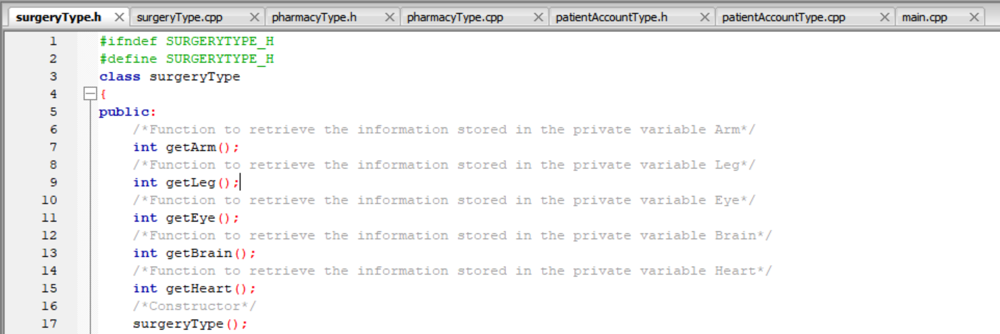 surgeryType.h surgeryType.cpp pharmacyType.h pharmacyType.cpp patientAccountType.h patientAccountType.cpp main.cpp
1 #ifndef SURGERYTYPE_H
2 #define SURGERYTYPE_H
3 class surgeryType
4 {
5 public:
6 /*Function to retrieve the information stored in the private variable Arm*/
7 int getArm();
8 /*Function to retrieve the information stored in the private variable Leg*/
9 int getLeg();
10 /*Function to retrieve the information stored in the private variable Eye*/
11 int getEye();
12 /*Function to retrieve the information stored in the private variable Brain*/
13 int getBrain();
14 /*Function to retrieve the information stored in the private variable Heart*/
15 int getHeart();
16 /*Constructor*/
17 surgeryType();